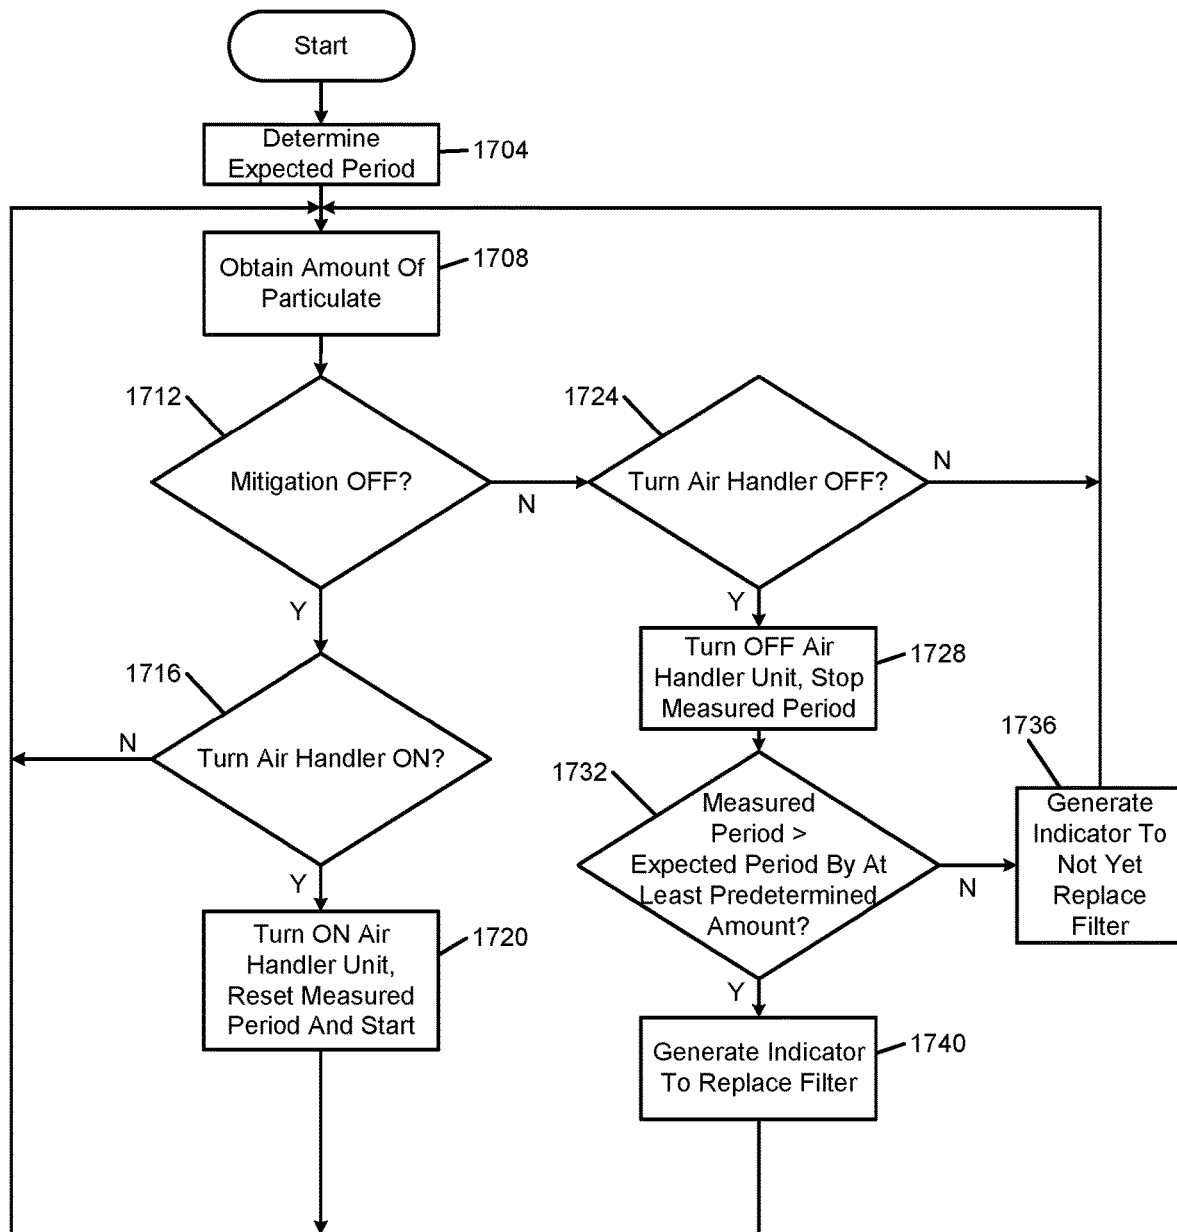 Start
Determine
Expected Period
1704
Obtain Amount Of
Particulate
1708
1712
Mitigation OFF?
N
Y
1724
Turn Air Handler OFF?
N
Y
1716
Turn Air Handler ON?
N
Y
Turn OFF Air
Handler Unit, Stop
Measured Period
1728
1732
Measured
Period >
Expected Period By At
Least Predetermined
Amount?
N
Y
1736
Generate
Indicator To
Not Yet
Replace
Filter
Turn ON Air
Handler Unit,
Reset Measured
Period And Start
1720
Generate Indicator
To Replace Filter
1740